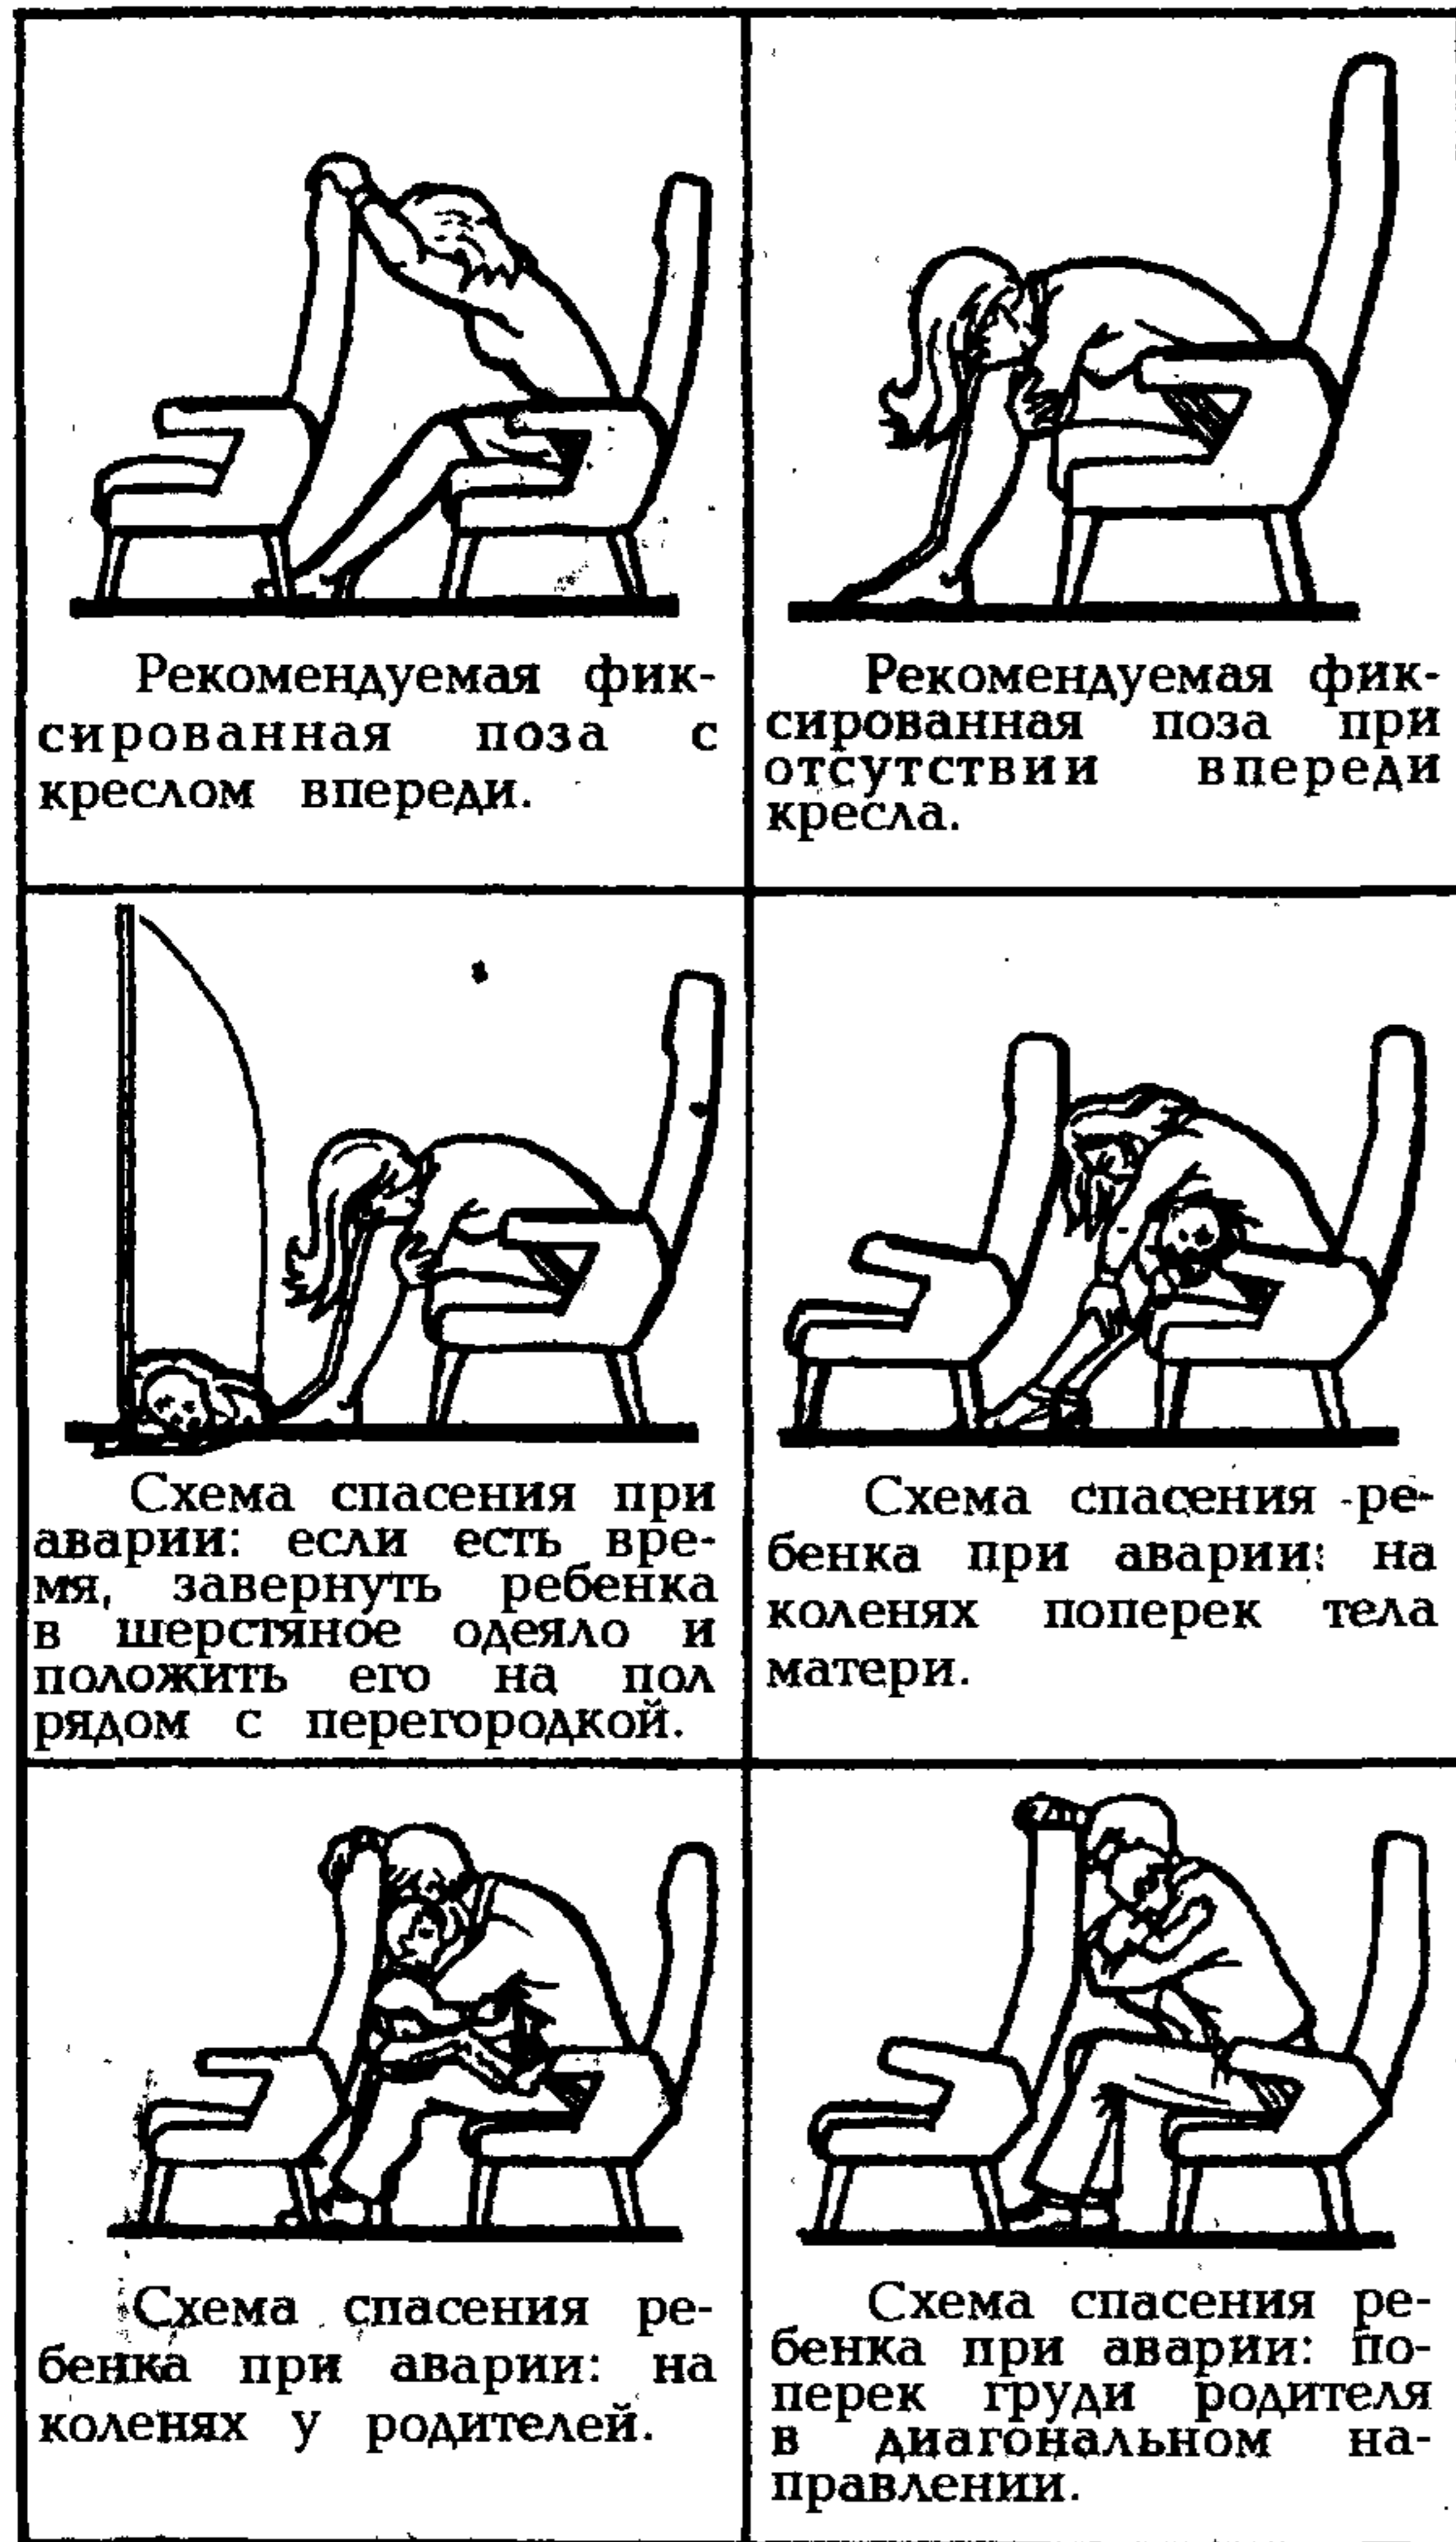 Рекомендуемая фик-
сированная поза с
креслом впереди.
Рекомендуемая фик-
сированная поза при
отсутствии впереди
кресла.
Схема спасения при
аварии: если есть вре-
мя, завернуть ребенка
в шерстяное одеяло и
положить его на пол
рядом с перегородкой.
Схема спасения ре-
бенка при аварии: на
коленях поперек тела
матери.
Схема спасения ре-
бенка при аварии: на
коленях у родителей.
Схема спасения ре-
бенка при аварии: по-
перек груди родителя
в диагональном на-
правлении.